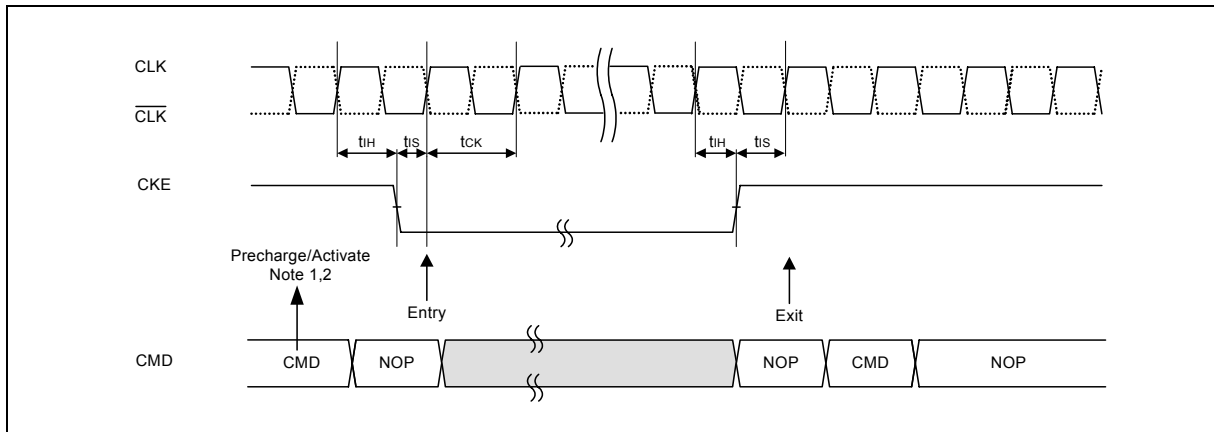 CLK
CLK
tIH
tIS
tCK
tIH
tIS
CKE
Precharge/Activate
Note 1,2
Entry
Exit
CMD
CMD
NOP
NOP
CMD
NOP